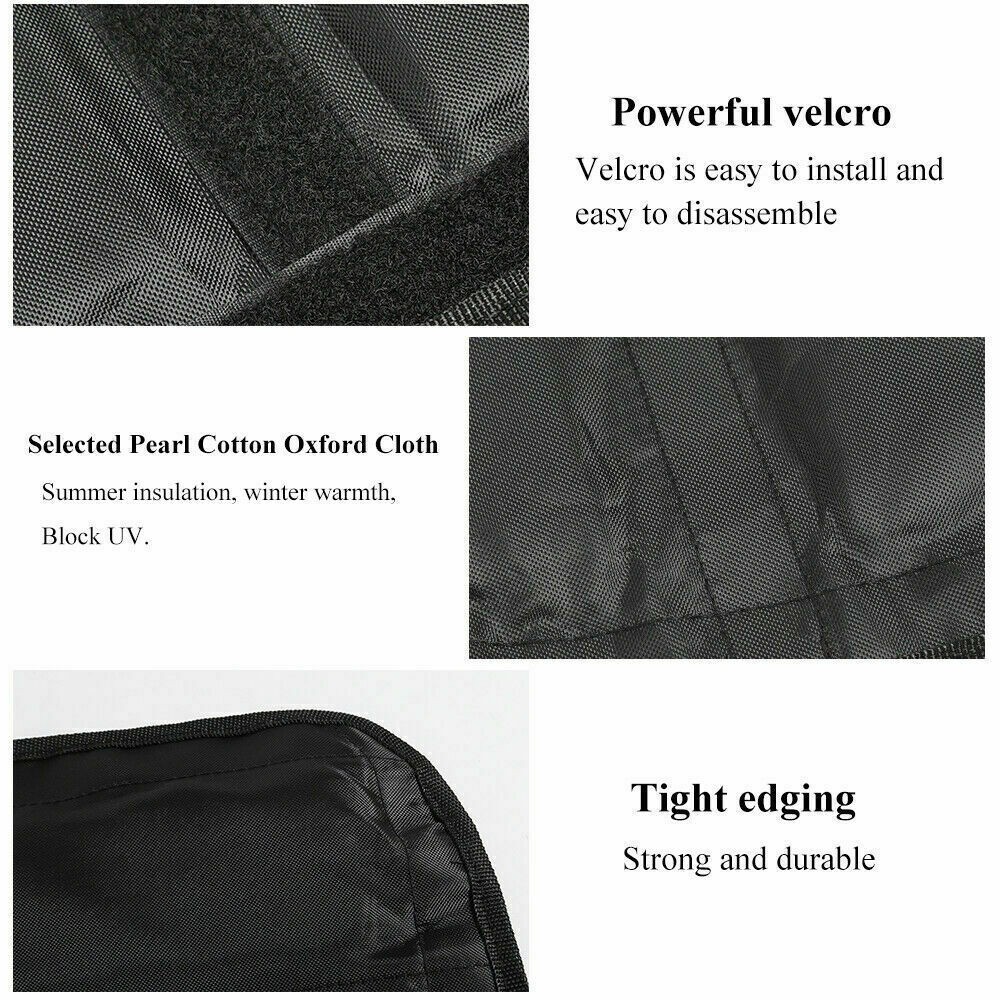 Powerful velcro
Velcro is easy to install and
easy to disassemble
Selected Pearl Cotton Oxford Cloth
Summer insulation, winter warmth,
Block UV.
Tight edging
Strong and durable